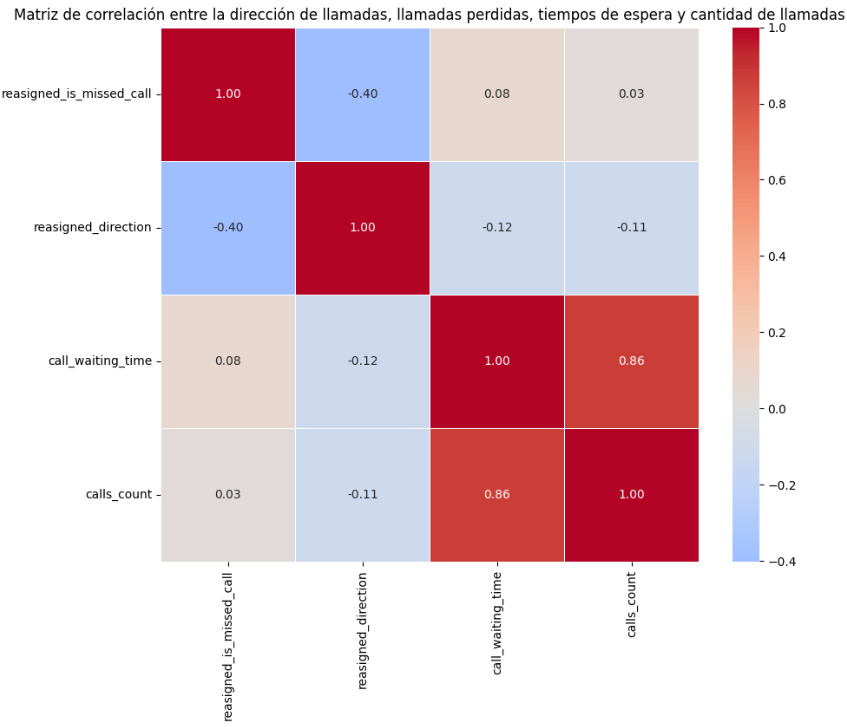 Matriz de correlación entre la dirección de llamadas, llamadas perdidas, tiempos de espera y cantidad de llamadas
reasigned_is_missed_call
1.00 -0.40 0.08 0.03
reasigned_direction
-0.40 1.00 -0.12 -0.11
call_waiting_time
0.08 -0.12 1.00 0.86
calls_count
0.03 -0.11 0.86 1.00
reasigned_is_missed_call
reasigned_direction
call_waiting_time
calls_count
1.0
0.8
0.6
0.4
0.2
0.0
−0.2
−0.4